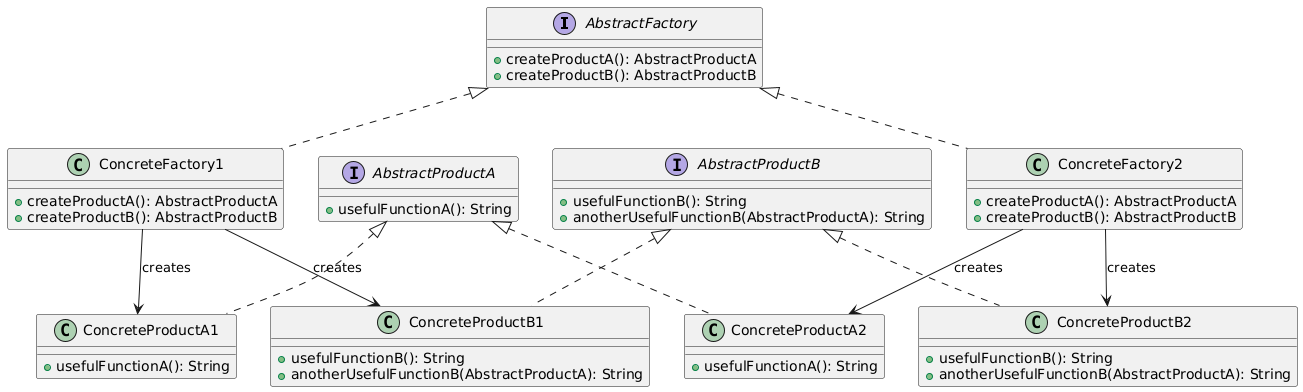 I AbstractFactory
createProductA(): AbstractProductA
createProductB(): AbstractProductB
C ConcreteFactory1
createProductA(): AbstractProductA
createProductB(): AbstractProductB
I AbstractProductA
usefulFunctionA(): String
I AbstractProductB
usefulFunctionB(): String
anotherUsefulFunctionB(AbstractProductA): String
C ConcreteFactory2
createProductA(): AbstractProductA
createProductB(): AbstractProductB
creates
creates
creates
creates
C ConcreteProductA1
usefulFunctionA(): String
C ConcreteProductB1
usefulFunctionB(): String
anotherUsefulFunctionB(AbstractProductA): String
C ConcreteProductA2
usefulFunctionA(): String
C ConcreteProductB2
usefulFunctionB(): String
anotherUsefulFunctionB(AbstractProductA): String